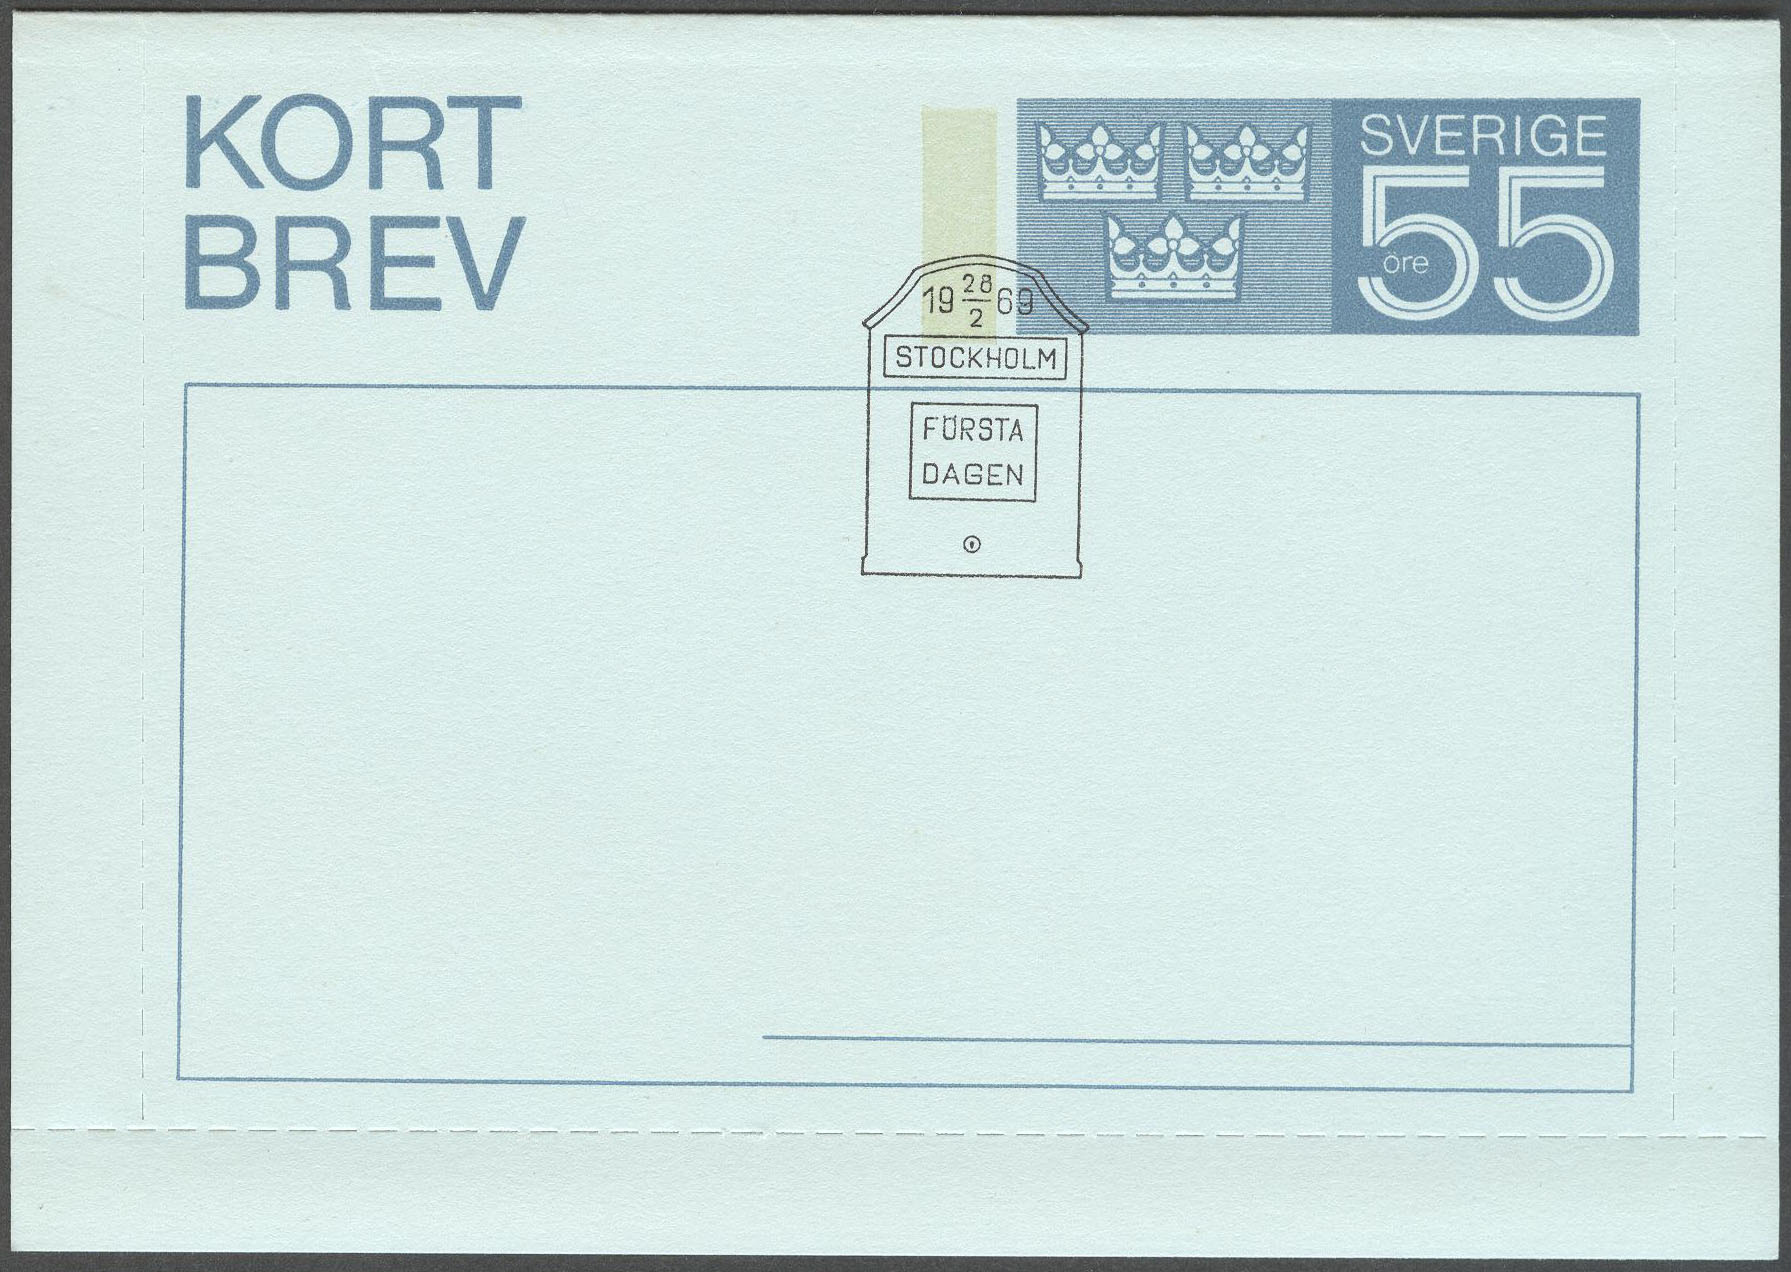 KORT
BREV
SVERIGE
55
öre
19 28/2 69
STOCKHOLM
FÖRSTA
DAGEN